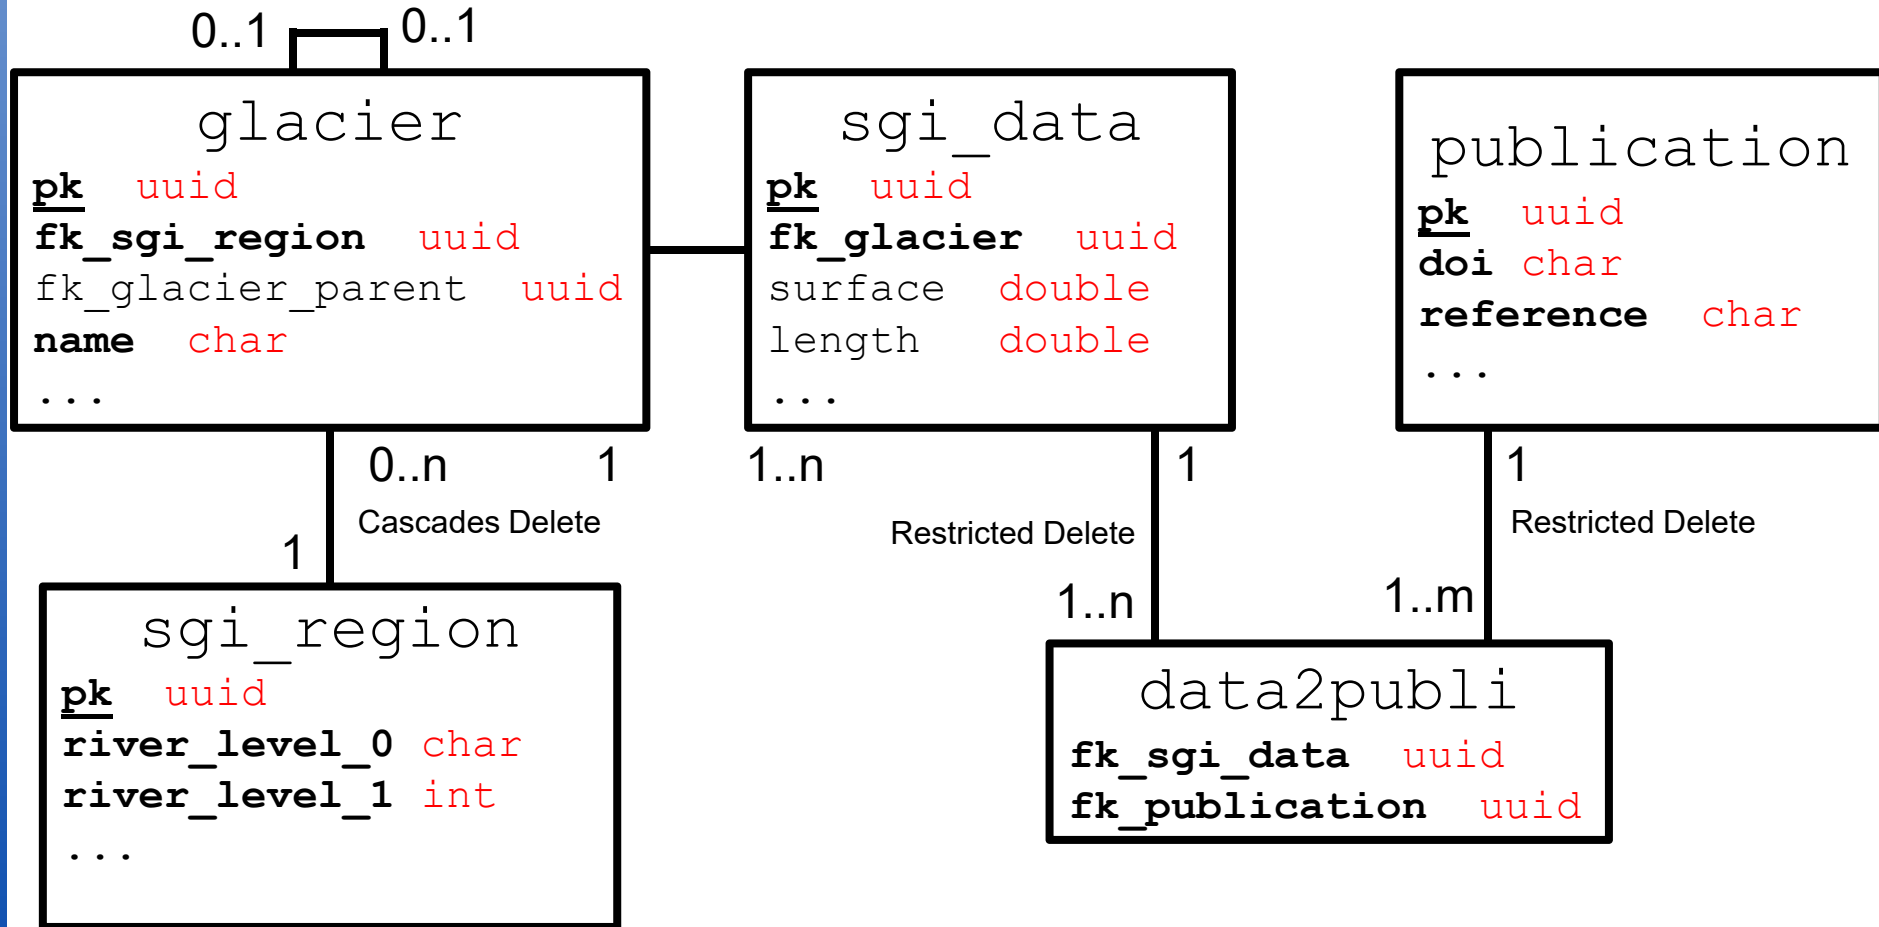 0..1 0..1
glacier
pk uuid
fk_sgi_region uuid
fk_glacier_parent uuid
name char
...
sgi_data
pk uuid
fk_glacier uuid
surface double
length double
...
publication
pk uuid
doi char
reference char
...
0..n 1 1..n 1 1
Cascades Delete
Restricted Delete
Restricted Delete
1
1..n 1..m
sgi_region
pk uuid
river_level_0 char
river_level_1 int
...
data2publi
fk_sgi_data uuid
fk_publication uuid